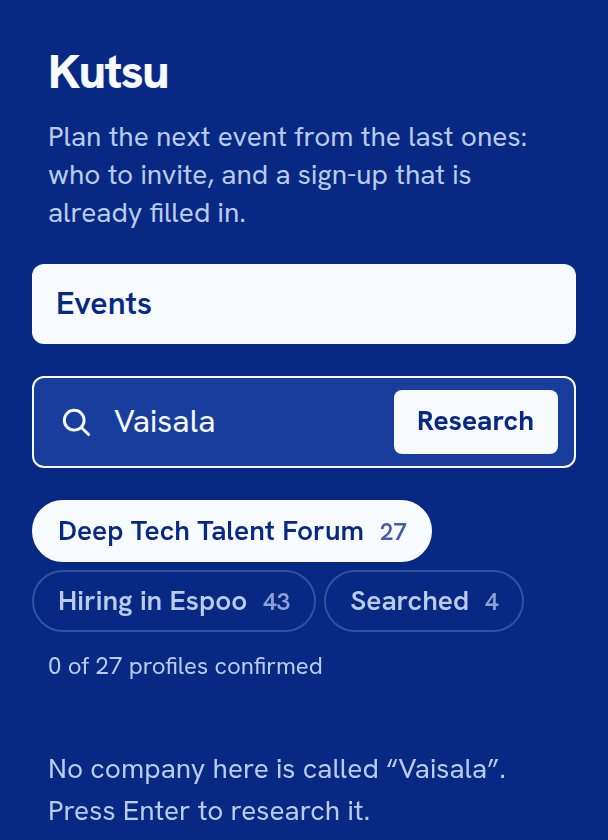 Kutsu
Plan the next event from the last ones:
who to invite, and a sign-up that is
already filled in.
Events
Vaisala
Research
Deep Tech Talent Forum 27
Hiring in Espoo 43
Searched 4
0 of 27 profiles confirmed
No company here is called “Vaisala”.
Press Enter to research it.